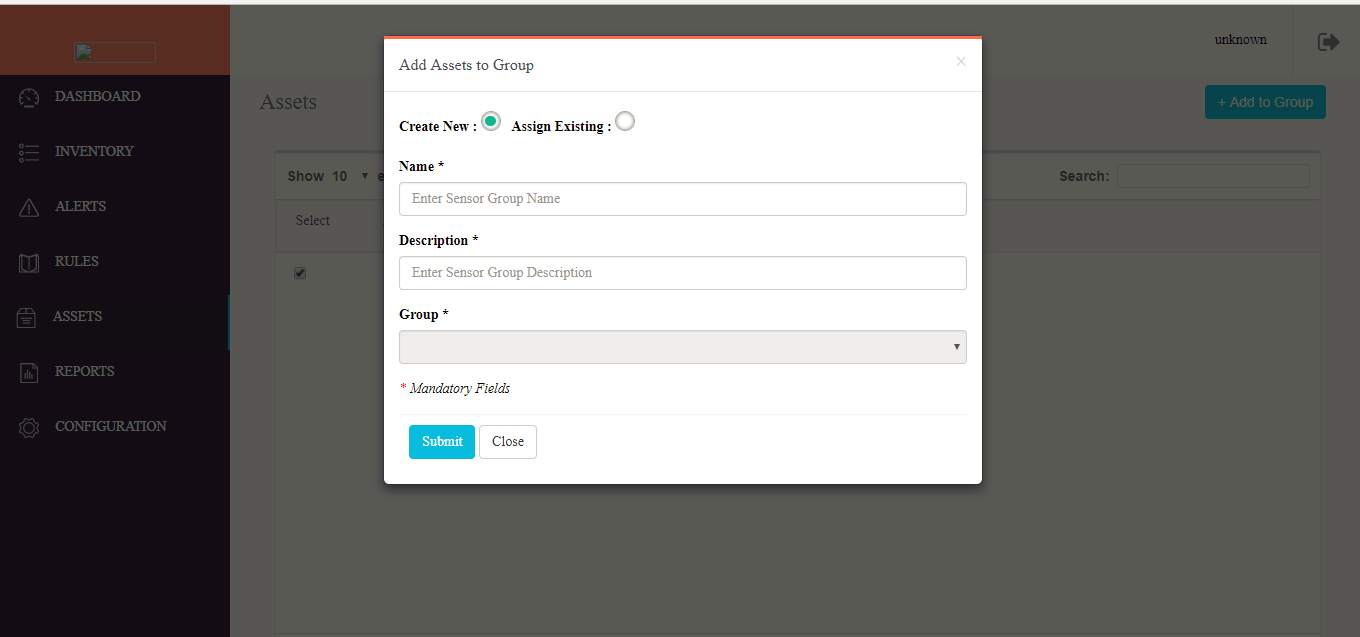 unknown
DASHBOARD
INVENTORY
ALERTS
RULES
ASSETS
REPORTS
CONFIGURATION
Assets
+ Add to Group
Show 10 e
Search:
Select
Add Assets to Group
×
Create New : Assign Existing :
Name *
Enter Sensor Group Name
Description *
Enter Sensor Group Description
Group *
* Mandatory Fields
Submit Close